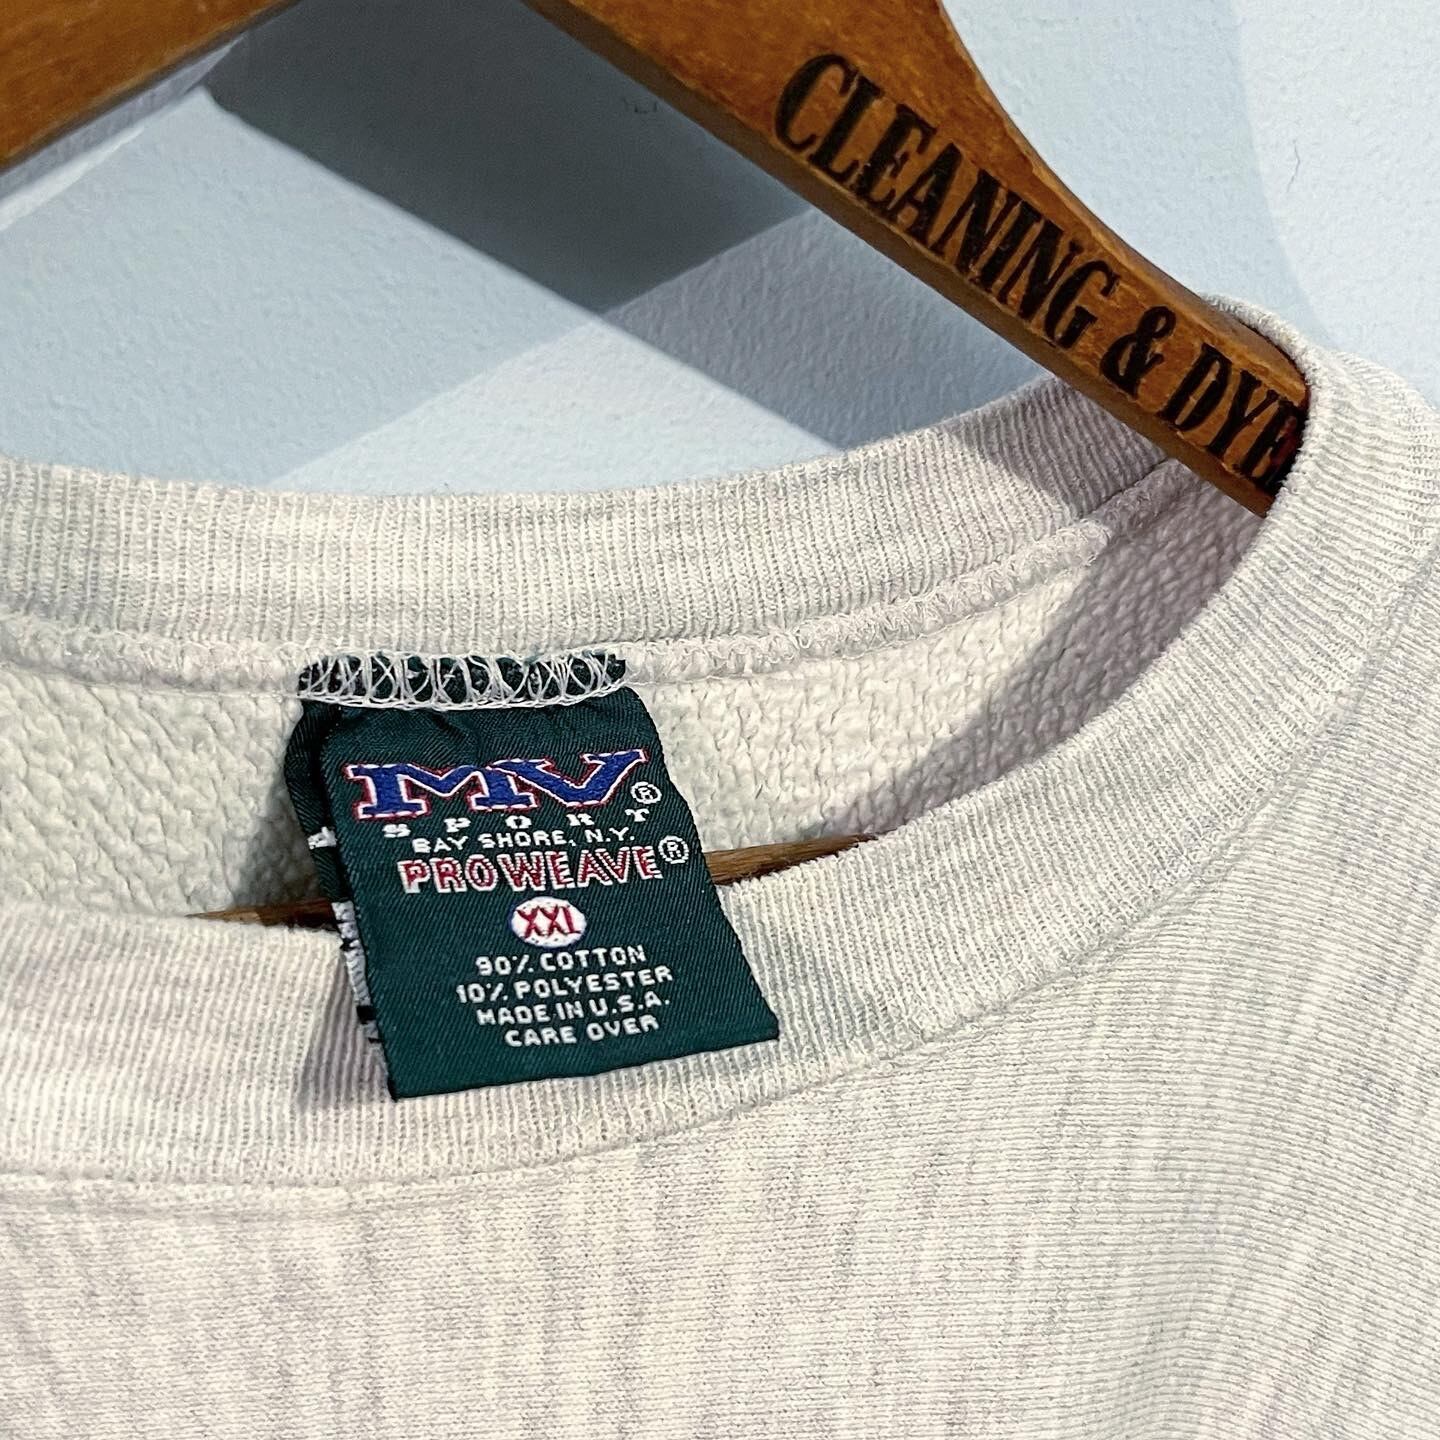 CLEANING & DYE
MV®
SPORT
BAY SHORE, N.Y.
PROWEAVE®
XXL
90% COTTON
10% POLYESTER
MADE IN U.S.A.
CARE OVER